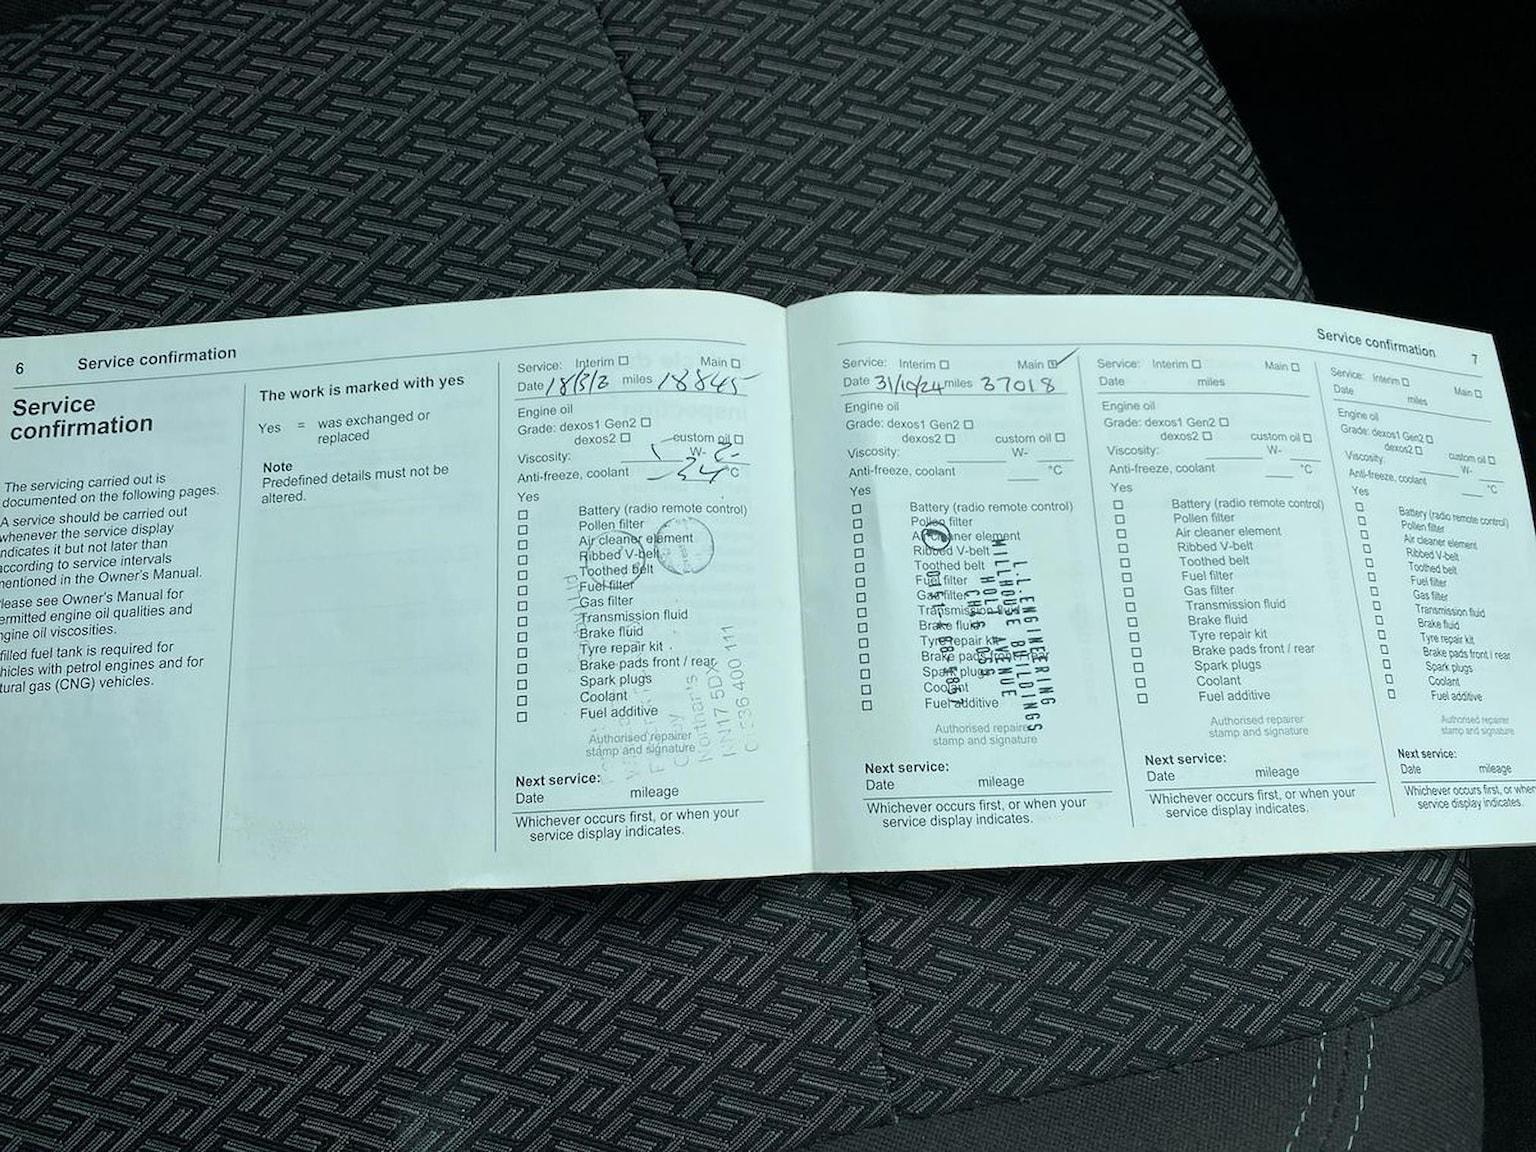 6 Service confirmation
Service
confirmation
The servicing carried out is
documented on the following pages.
A service should be carried out
whenever the service display
indicates it but not later than
according to service intervals
mentioned in the Owner's Manual.
Please see Owner's Manual for
permitted engine oil qualities and
engine oil viscosities.
filled fuel tank is required for
vehicles with petrol engines and for
natural gas (CNG) vehicles.
The work is marked with yes
Yes = was exchanged or
replaced
Note
Predefined details must not be
altered.
Service: Interim ☐ Main ☐
Date miles 18845
Engine oil
Grade: dexos1 Gen2 ☐
dexos2 ☐ custom oil ☐
Viscosity: W-
Anti-freeze, coolant -34 °C
Yes
☐ Battery (radio remote control)
☐ Pollen filter
☐ Air cleaner element
☐ Ribbed V-belt
☐ Toothed belt
☐ Fuel filter
☐ Gas filter
☐ Transmission fluid
☐ Brake fluid
☐ Tyre repair kit
☐ Brake pads front / rear
☐ Spark plugs
☐ Coolant
☐ Fuel additive
Authorised repairer
stamp and signature
NN17 5DX
400 111
Next service:
Date mileage
Whichever occurs first, or when your
service display indicates.
Service confirmation 7
Service: Interim ☐ Main ☑
Date 31/10/24 miles 37018
Engine oil
Grade: dexos1 Gen2 ☐
dexos2 ☐ custom oil ☐
Viscosity: W-
Anti-freeze, coolant °C
Yes
☐ Battery (radio remote control)
☐ Pollen filter
☐ Air cleaner element
☐ Ribbed V-belt
☐ Toothed belt
☐ Fuel filter
☐ Gas filter
☐ Transmission fluid
☐ Brake fluid
☐ Tyre repair kit
☐ Brake pads front / rear
☐ Spark plugs
☐ Coolant
☐ Fuel additive
L.L ENGINEERING
MILLHOUSE BUILDINGS
HOLT AVENUE
Authorised repairer
stamp and signature
Next service:
Date mileage
Whichever occurs first, or when your
service display indicates.
Service: Interim ☐ Main ☐
Date miles
Engine oil
Grade: dexos1 Gen2 ☐
dexos2 ☐ custom oil ☐
Viscosity: W-
Anti-freeze, coolant °C
Yes
☐ Battery (radio remote control)
☐ Pollen filter
☐ Air cleaner element
☐ Ribbed V-belt
☐ Toothed belt
☐ Fuel filter
☐ Gas filter
☐ Transmission fluid
☐ Brake fluid
☐ Tyre repair kit
☐ Brake pads front / rear
☐ Spark plugs
☐ Coolant
☐ Fuel additive
Authorised repairer
stamp and signature
Next service:
Date mileage
Whichever occurs first, or when your
service display indicates.
Service: Interim ☐ Main ☐
Date miles
Engine oil
Grade: dexos1 Gen2 ☐
dexos2 ☐ custom oil ☐
Viscosity: W-
Anti-freeze, coolant °C
Yes
☐ Battery (radio remote control)
☐ Pollen filter
☐ Air cleaner element
☐ Ribbed V-belt
☐ Toothed belt
☐ Fuel filter
☐ Gas filter
☐ Transmission fluid
☐ Brake fluid
☐ Tyre repair kit
☐ Brake pads front / rear
☐ Spark plugs
☐ Coolant
☐ Fuel additive
Authorised repairer
stamp and signature
Next service:
Date mileage
Whichever occurs first, or when
service display indicates.